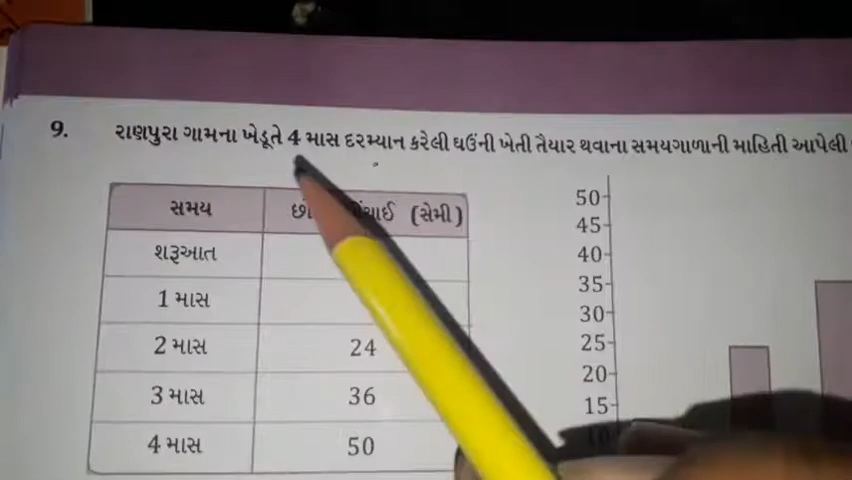 9. રાણપુરા ગામના ખેડૂતે 4 માસ દરમ્યાન કરેલી ઘઉંની ખેતી તૈયાર થવાના સમયગાળાની માહિતી આપેલી
સમય (સેમી)
શરૂઆત
1 માસ
2 માસ 24
3 માસ 36
4 માસ 50
50
45
40
35
30
25
20
15
10